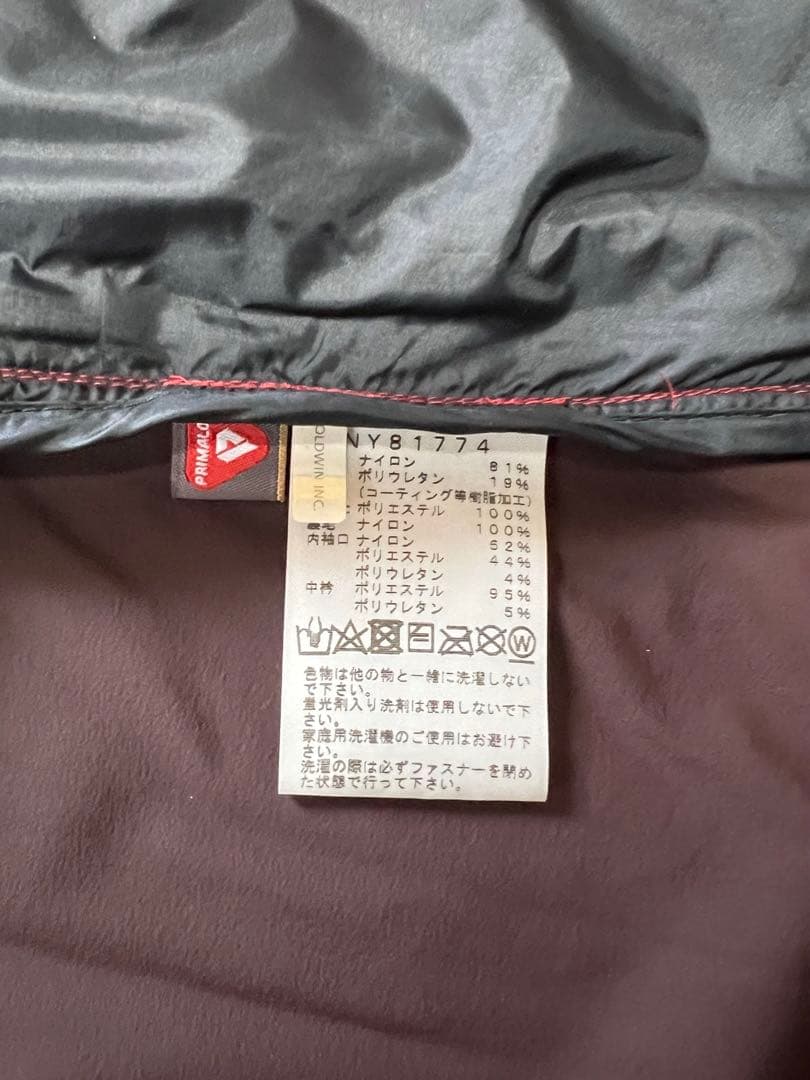 PRIMALO
OLDWIN INC.
NY81774
ナイロン 81%
ポリウレタン 19%
(コーティング等樹脂加工)
ポリエステル 100%
裏地 ナイロン 100%
内袖口 ナイロン 52%
ポリエステル 44%
ポリウレタン 4%
中衿 ポリエステル 95%
ポリウレタン 5%
W
色物は他の物と一緒に洗濯しない
で下さい。
蛍光剤入り洗剤は使用しないで下
さい。
家庭用洗濯機のご使用はお避け下
さい。
洗濯の際は必ずファスナーを閉め
た状態で行って下さい。